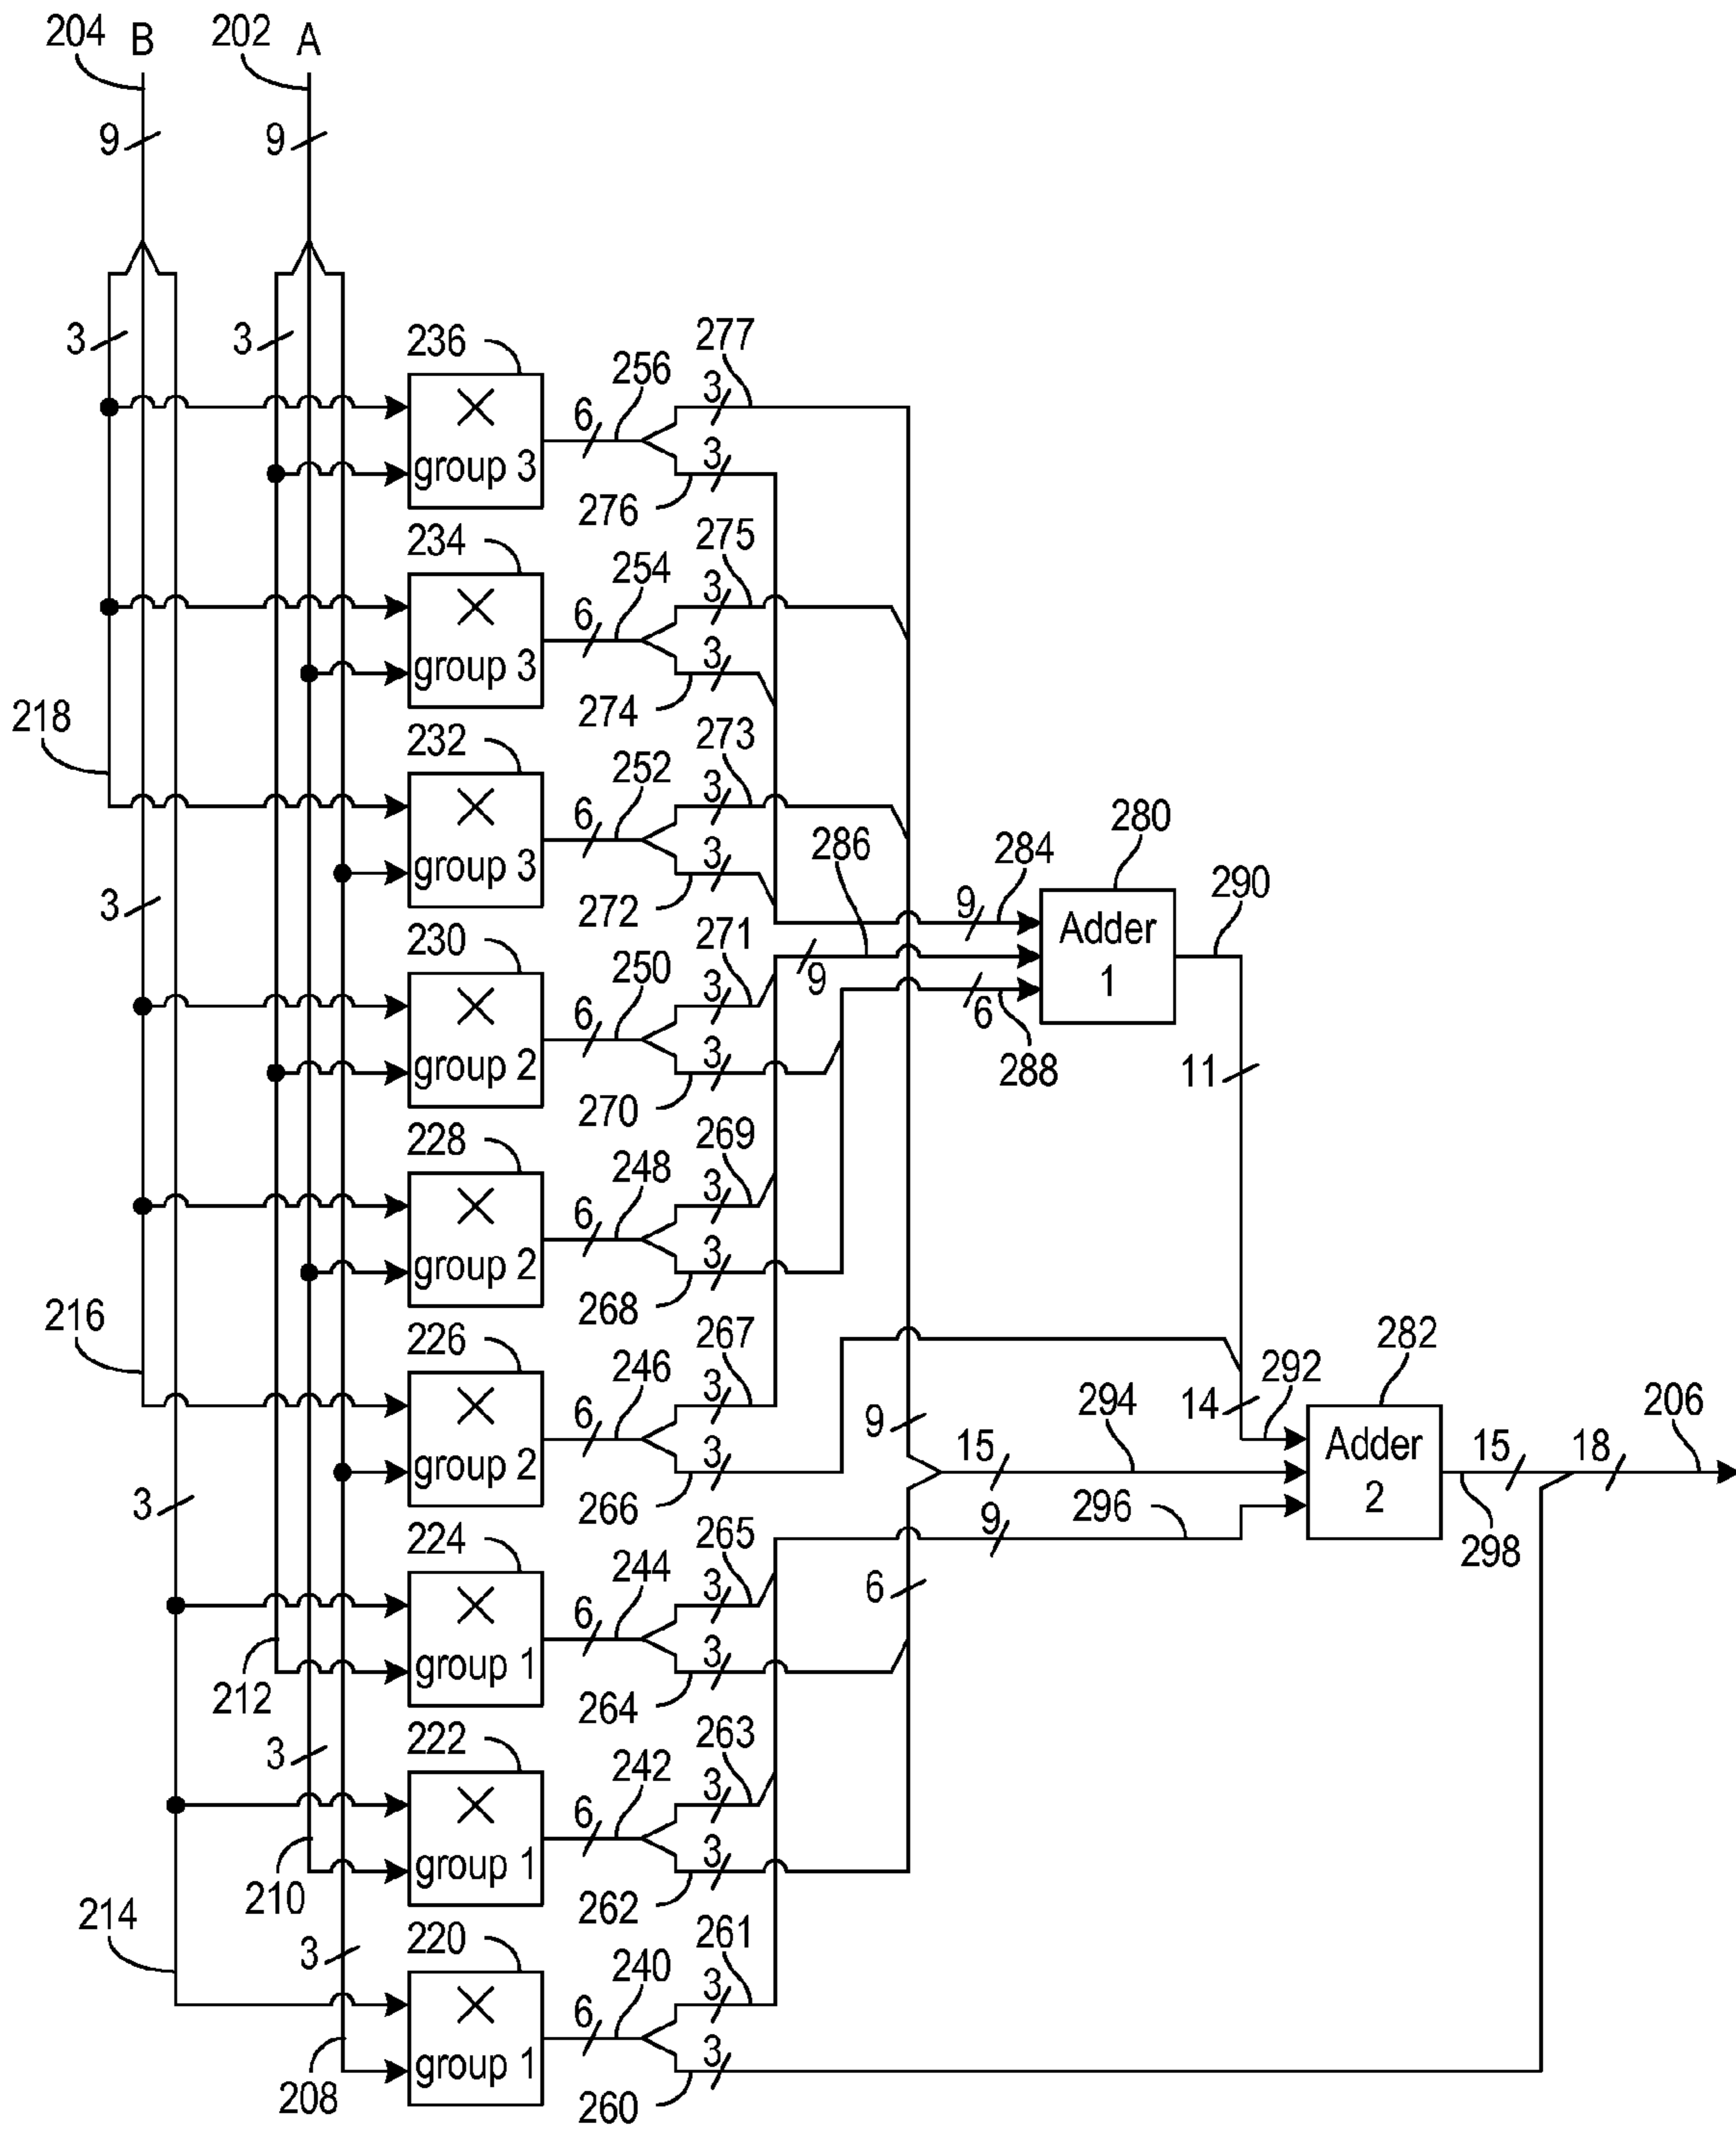 204 B 202 A
9 9
3 3 236 256 3 277
× 6
group 3 3
276
234 254 3 275
× 6
group 3 3
218 274
232 252 3 273
× 6
group 3 3
272
3 286 284 280 290
9 Adder
1
230 250 3 271
× 6 9 6
group 2 3 288 11
270
228 248 3 269
× 6
group 2 3
268
216 226 246 3 267
× 6
group 2 3
266
282
14 292
9 15 294 Adder
2
15 18 206
298
3 9 296
224 244 3 265
× 6 6
group 1 3
212 264
3 222 242 3 263
× 6
group 1 3
210 262
214 3 220 240 3 261
× 6
group 1 3
208 260